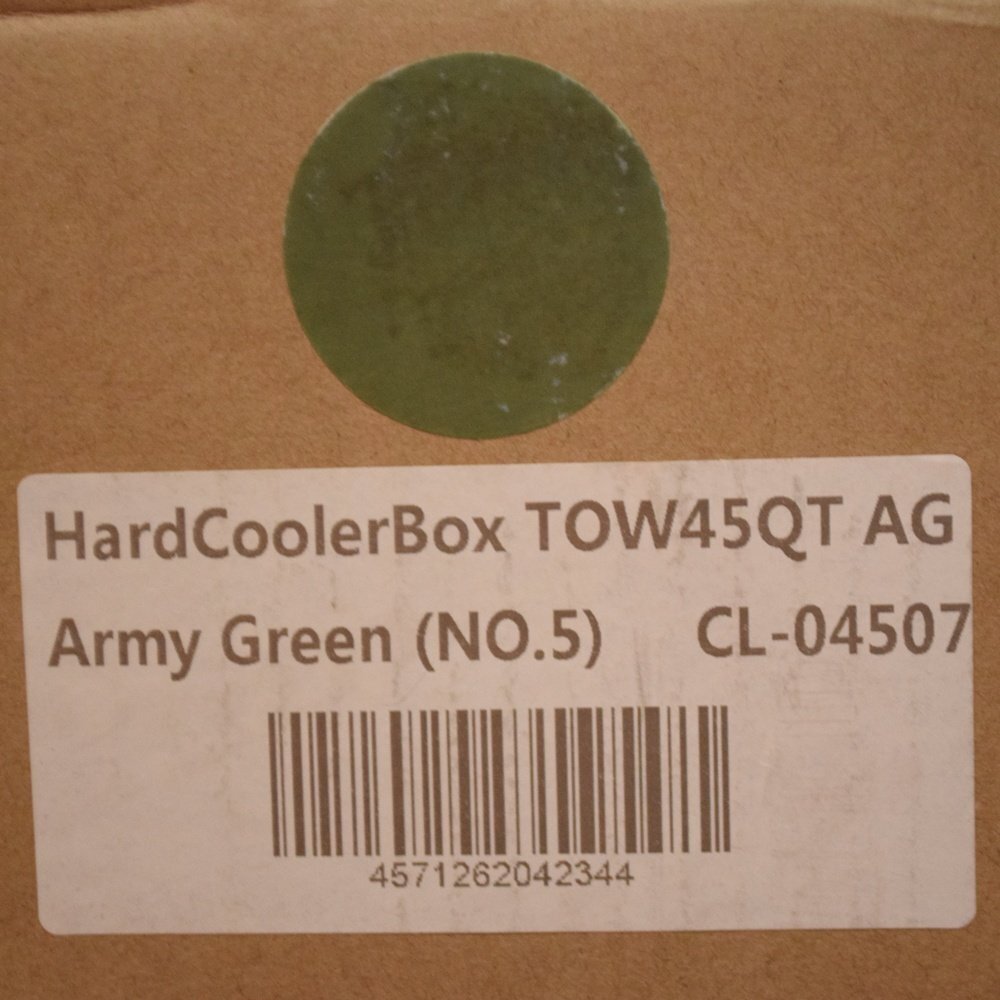 HardCoolerBox TOW45QT AG
Army Green (NO.5) CL-04507
4571262042344